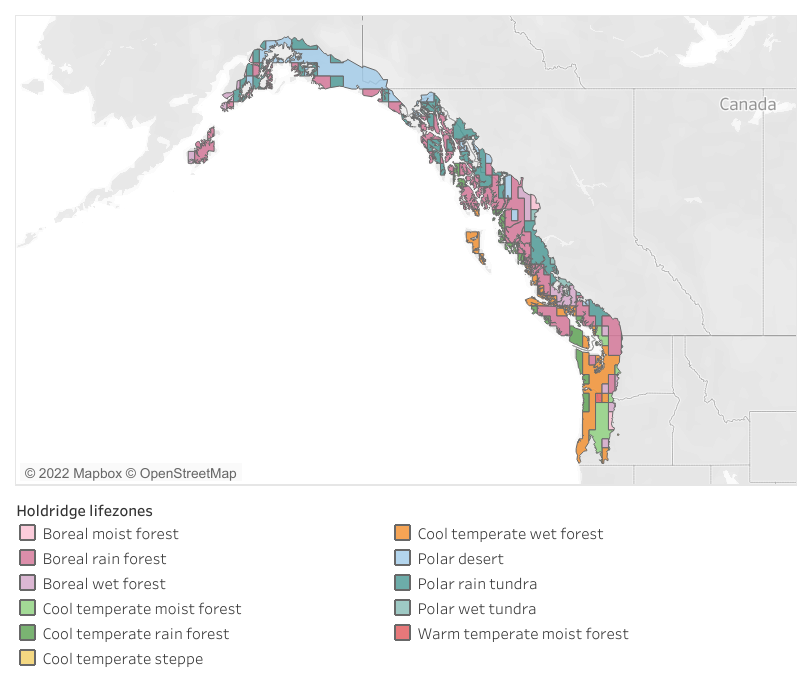 Canada
© 2022 Mapbox © OpenStreetMap
Holdridge lifezones
Boreal moist forest
Boreal rain forest
Boreal wet forest
Cool temperate moist forest
Cool temperate rain forest
Cool temperate steppe
Cool temperate wet forest
Polar desert
Polar rain tundra
Polar wet tundra
Warm temperate moist forest